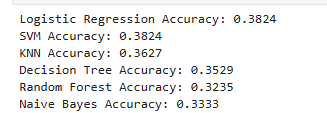 Logistic Regression Accuracy: 0.3824
SVM Accuracy: 0.3824
KNN Accuracy: 0.3627
Decision Tree Accuracy: 0.3529
Random Forest Accuracy: 0.3235
Naive Bayes Accuracy: 0.3333